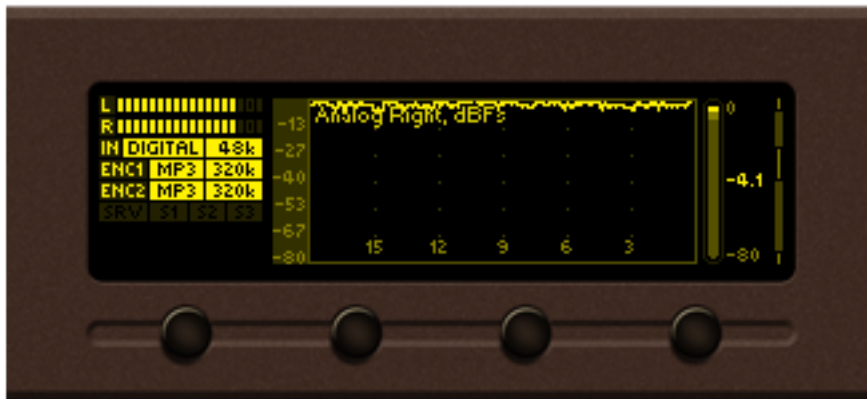 L
R
IN DIGITAL 48k
ENC1 MP3 320k
ENC2 MP3 320k
SRV S1 S2 S3
Analog Right, dBFs
-13
-27
-40
-53
-67
-80
15 12 9 6 3
0
-4.1
-80